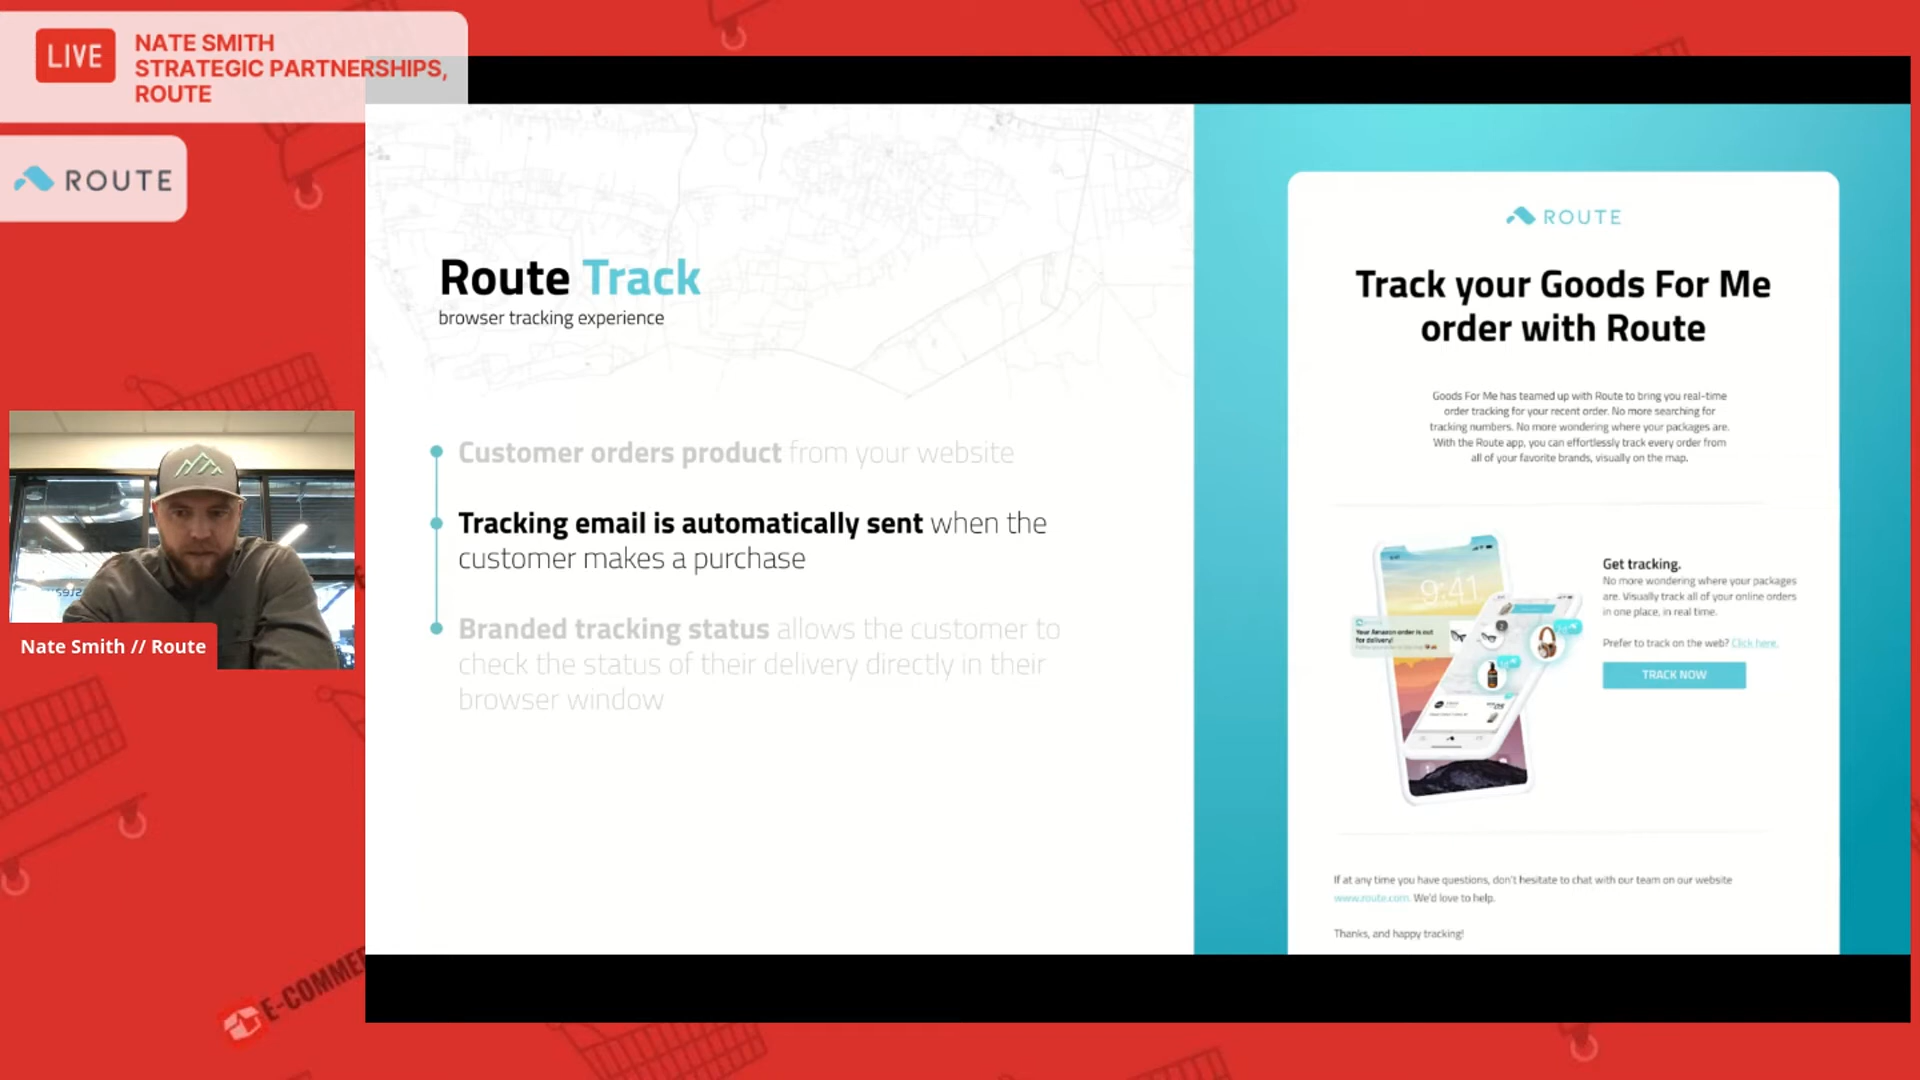 LIVE
NATE SMITH
STRATEGIC PARTNERSHIPS,
ROUTE
ROUTE
Nate Smith // Route
E-COMME
Route Track
browser tracking experience
Customer orders product from your website
Tracking email is automatically sent when the
customer makes a purchase
Branded tracking status allows the customer to
check the status of their delivery directly in their
browser window
ROUTE
Track your Goods For Me
order with Route
Goods For Me has teamed up with Route to bring you real-time
order tracking for your recent order. No more searching for
tracking numbers. No more wondering where your packages are.
With the Route app, you can effortlessly track every order from
all of your favorite brands, visually on the map.
9:41
Your Amazon order is out
for delivery!
2
Get tracking.
No more wondering where your packages
are. Visually track all of your online orders
in one place, in real time.
Prefer to track on the web? Click here.
TRACK NOW
If at any time you have questions, don't hesitate to chat with our team on our website
www.route.com. We'd love to help.
Thanks, and happy tracking!